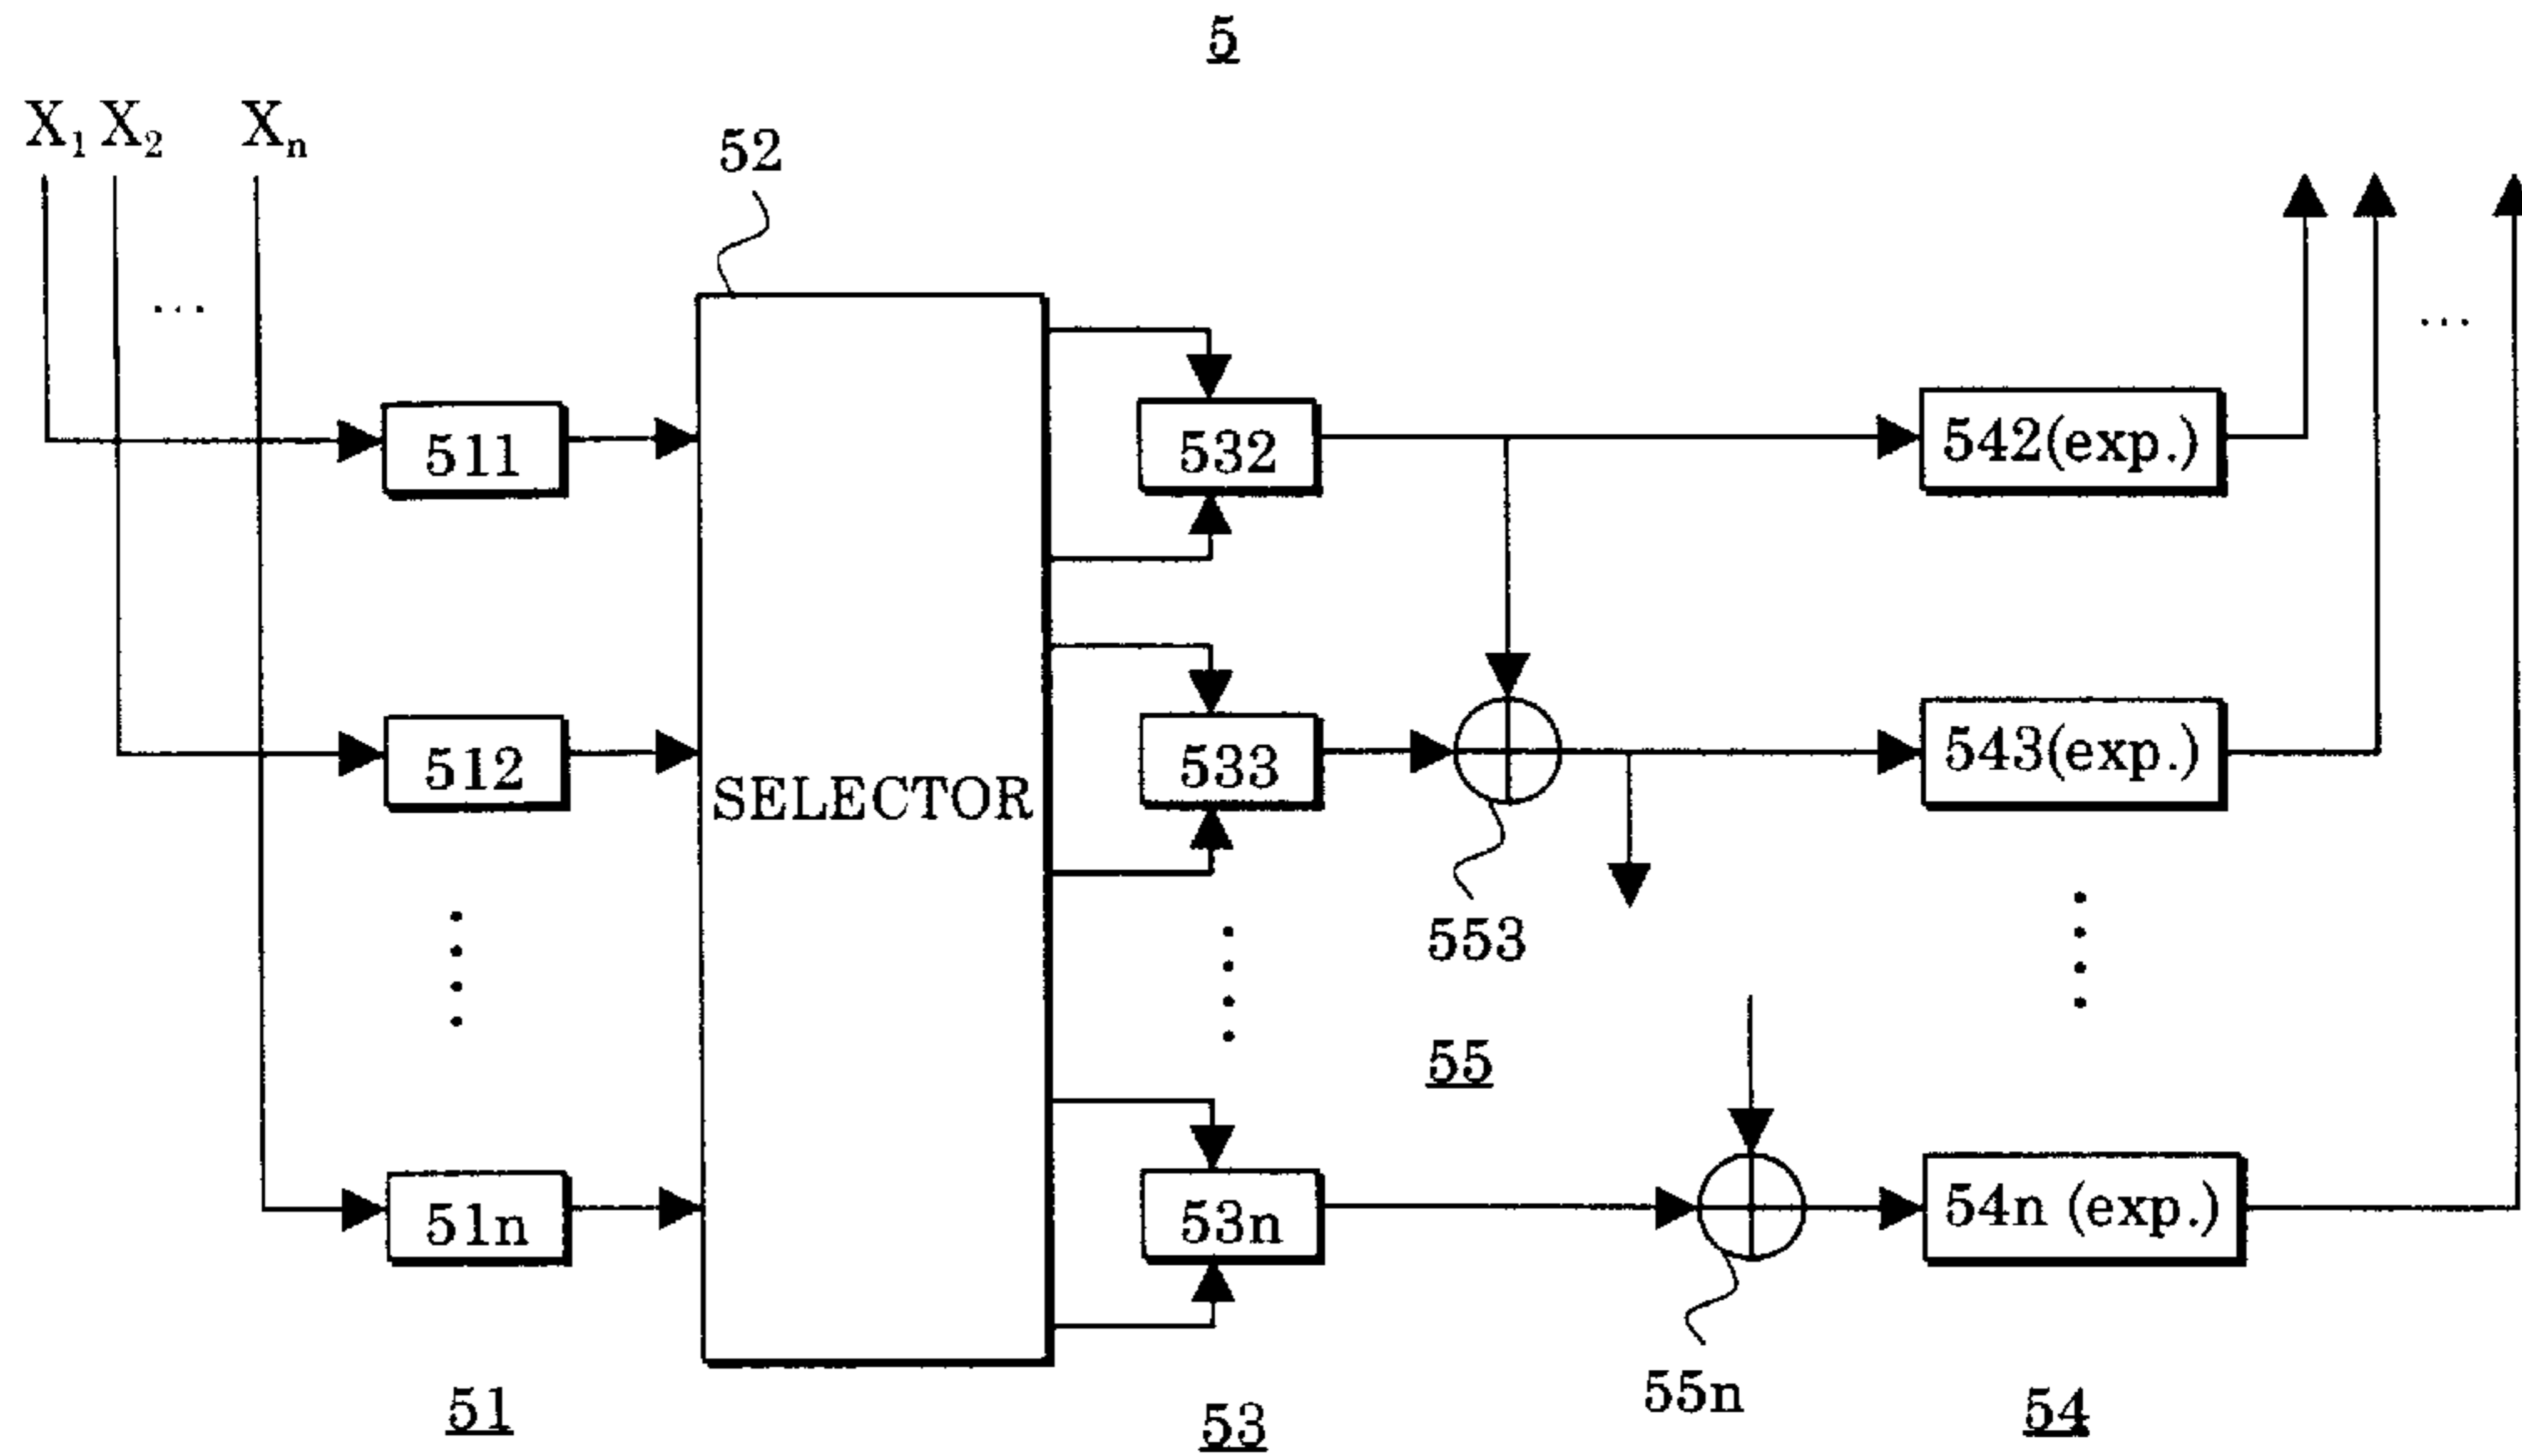 5
X₁ X₂ ... Xₙ
52
...
511
532
542(exp.)
512
SELECTOR
533
543(exp.)
553
55
51n
53n
54n (exp.)
55n
51
53
54